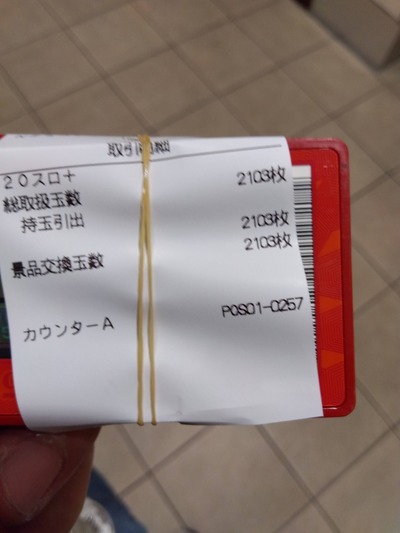 取引明細
20スロ+ 2103枚
総取扱玉数
持玉引出 2103枚
景品交換玉数 2103枚
カウンターA POS01-0257